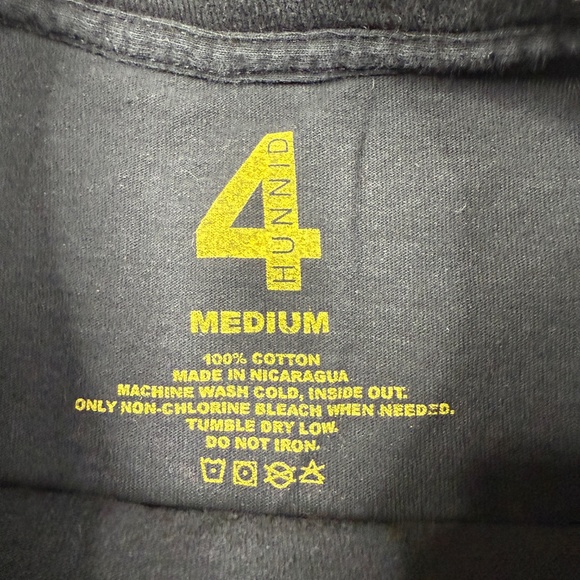 4
HUNNID
MEDIUM
100% COTTON
MADE IN NICARAGUA
MACHINE WASH COLD, INSIDE OUT.
ONLY NON-CHLORINE BLEACH WHEN NEEDED.
TUMBLE DRY LOW.
DO NOT IRON.